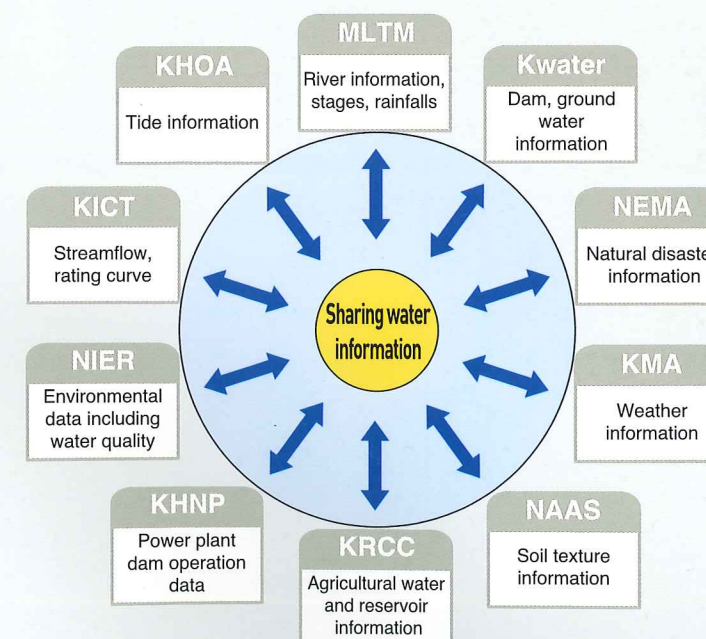 MLTM
River information,
stages, rainfalls
Kwater
Dam, ground
water
information
NEMA
Natural
information
KMA
Weather
information
NAAS
Soil texture
information
KRCC
Agricultural water
and reservoir
information
KHNP
Power plant
dam operation
data
NIER
Environmental
data including
water quality
KICT
Streamflow,
rating curve
KHOA
Tide information
Sharing water
information